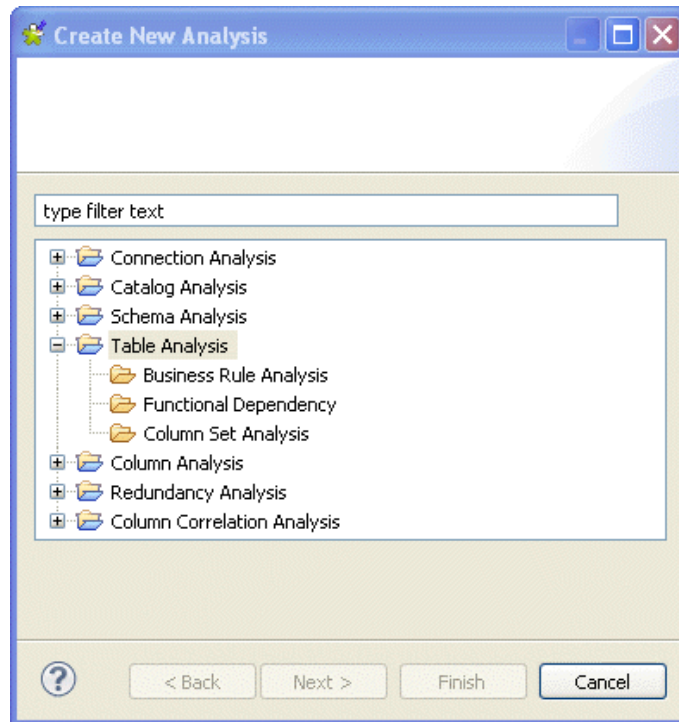 Create New Analysis
type filter text
Connection Analysis
Catalog Analysis
Schema Analysis
Table Analysis
Business Rule Analysis
Functional Dependency
Column Set Analysis
Column Analysis
Redundancy Analysis
Column Correlation Analysis
? < Back Next > Finish Cancel